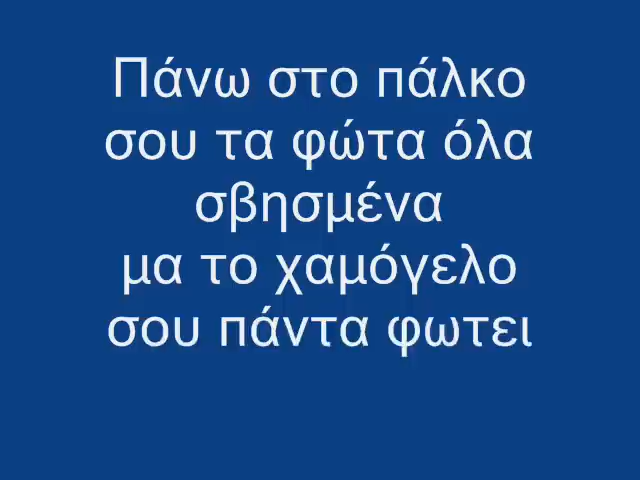 Πάνω στο πάλκο
σου τα φώτα όλα
σβησμένα
μα το χαμόγελο
σου πάντα φωτει